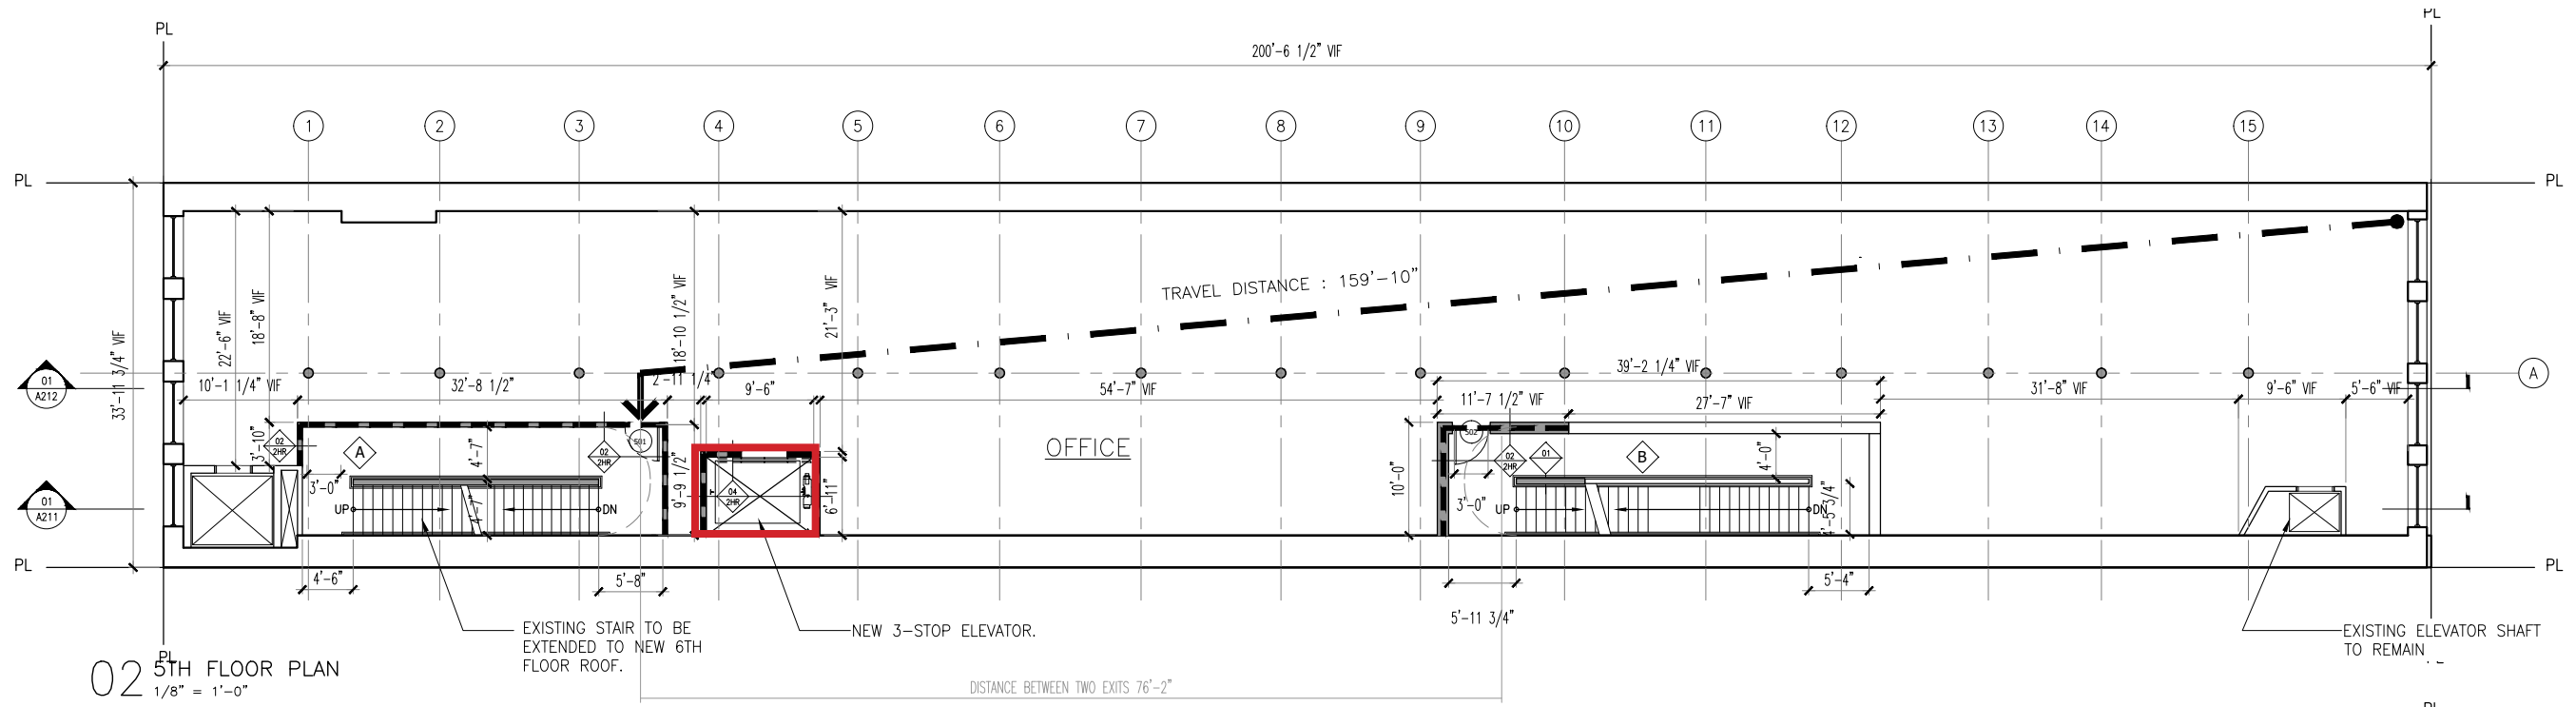 PL
PL
200'-6 1/2" VIF
1
2
3
4
5
6
7
8
9
10
11
12
13
14
15
PL
PL
TRAVEL DISTANCE : 159'-10"
33'-11 3/4" VIF
22'-6" VIF
18'-8" VIF
18'-10 1/2" VIF
21'-3" VIF
01
A212
10'-1 1/4" VIF
32'-8 1/2"
2'-11 1/4"
9'-6"
54'-7" VIF
39'-2 1/4" VIF
11'-7 1/2" VIF
27'-7" VIF
31'-8" VIF
9'-6" VIF
5'-6" VIF
A
3'-10"
02
2HR
A
4'-7"
02
2HR
501
9'-9 1/2"
04
2HR
6'-11"
OFFICE
10'-0"
502
02
2HR
01
B
4'-0"
3'-0"
3'-0"
01
A211
UP
4'-7"
DN
UP
DN
PL
PL
4'-6"
5'-8"
5'-11 3/4"
5'-4"
EXISTING STAIR TO BE
EXTENDED TO NEW 6TH
FLOOR ROOF.
NEW 3-STOP ELEVATOR.
EXISTING ELEVATOR SHAFT
TO REMAIN
PL
02
5TH FLOOR PLAN
1/8" = 1'-0"
DISTANCE BETWEEN TWO EXITS 76'-2"